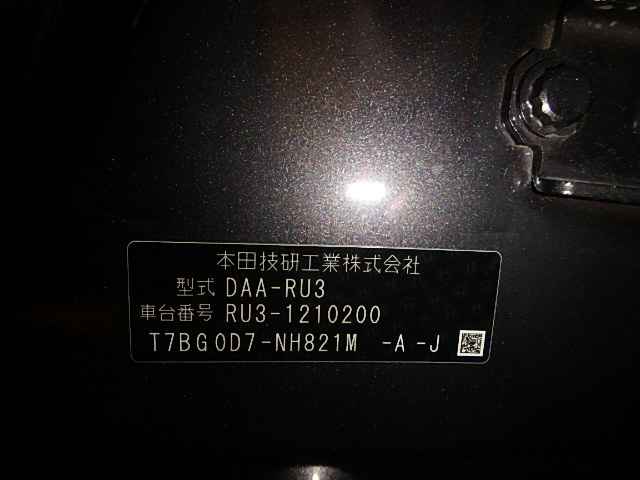 本田技研工業株式会社
型式 DAA-RU3
車台番号 RU3-1210200
T7BG0D7-NH821M -A-J